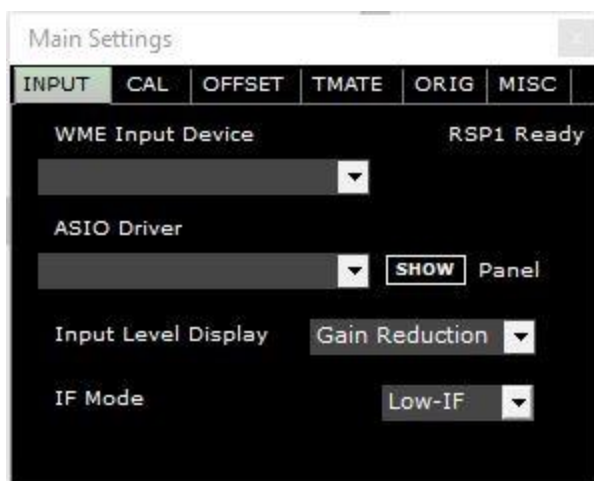 Main Settings
INPUT CAL OFFSET TMATE ORIG MISC
WME Input Device RSP1 Ready
ASIO Driver
SHOW Panel
Input Level Display Gain Reduction
IF Mode Low-IF